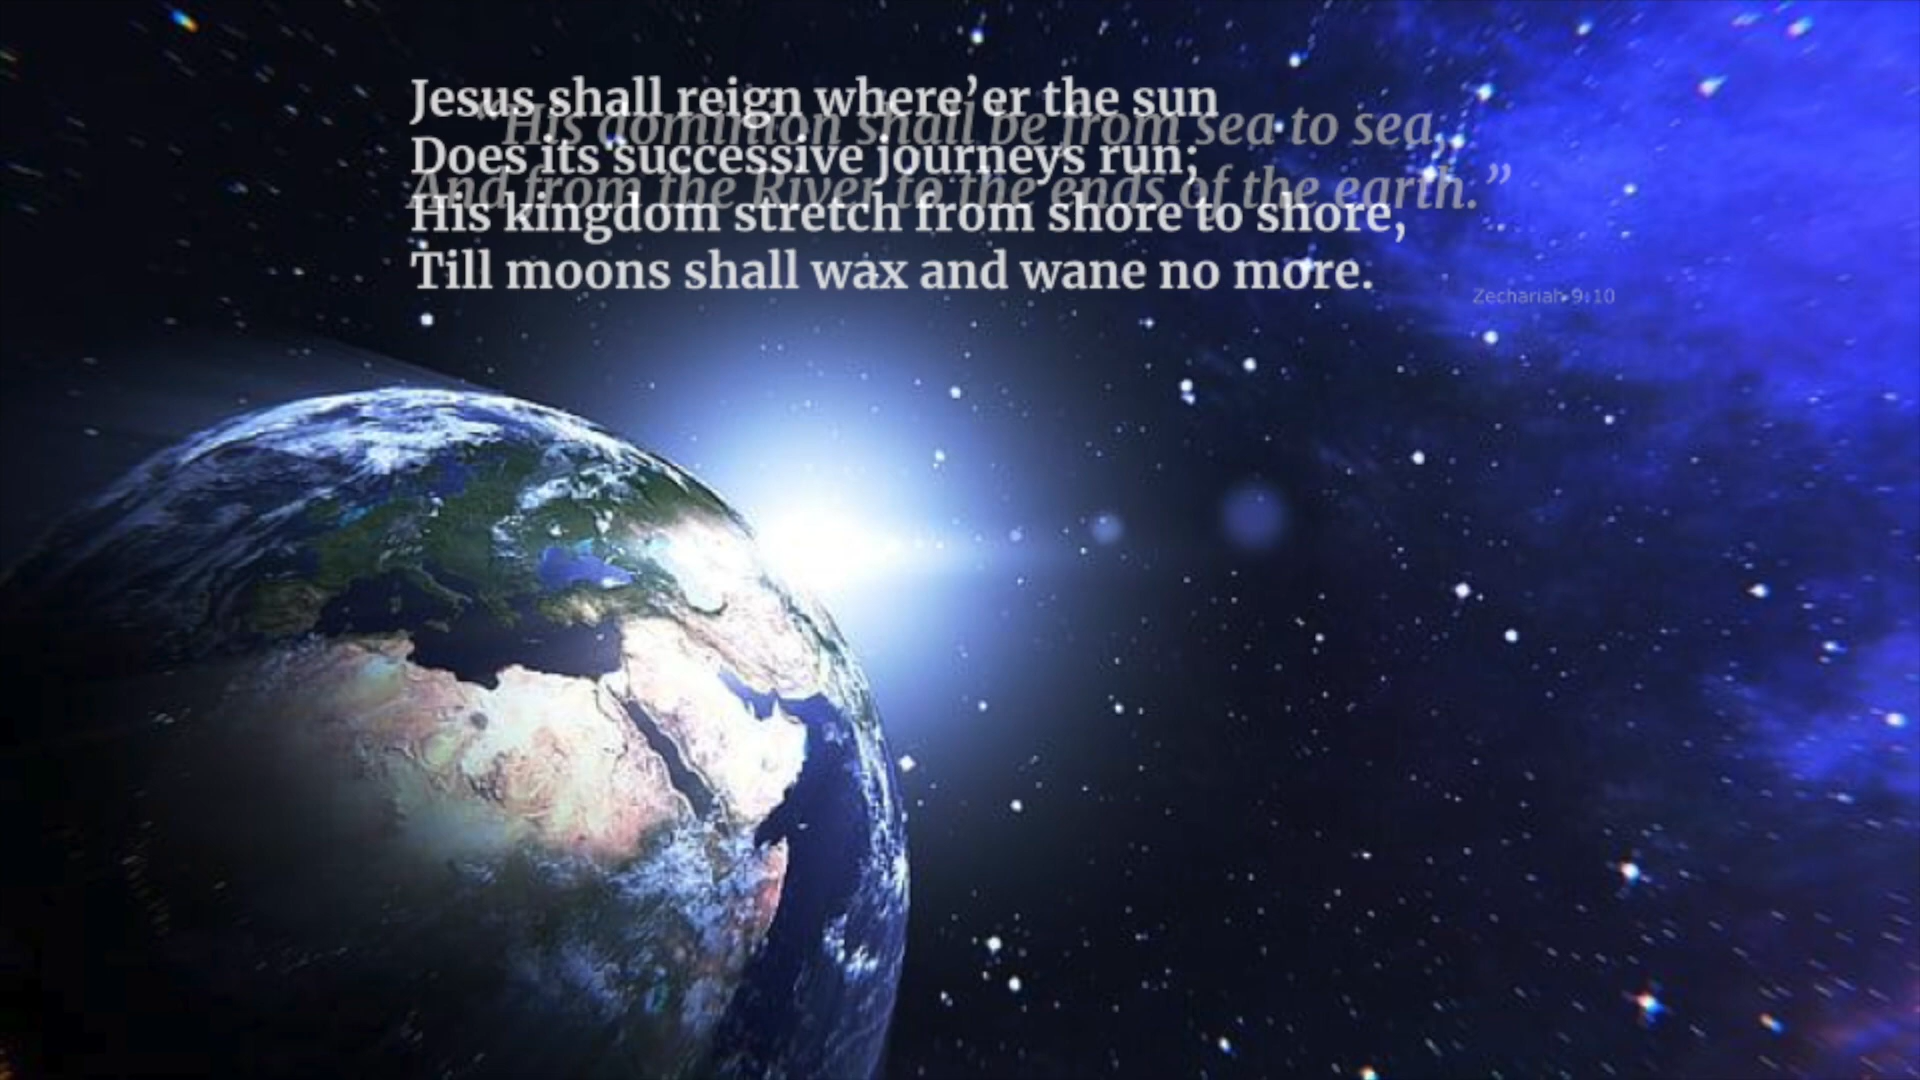 Jesus shall reign where’er the sun
Does its successive journeys run;
His kingdom stretch from shore to shore,
Till moons shall wax and wane no more.
“His dominion shall be from sea to sea,
And from the River to the ends of the earth.”
Zechariah 9:10